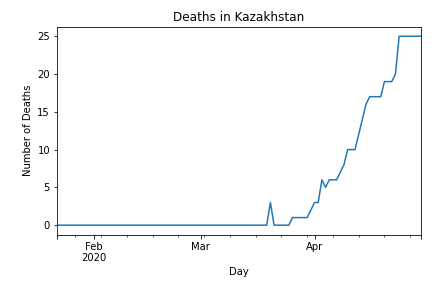 Deaths in Kazakhstan
25
20
15
10
5
0
Number of Deaths
Feb
2020
Mar
Apr
Day